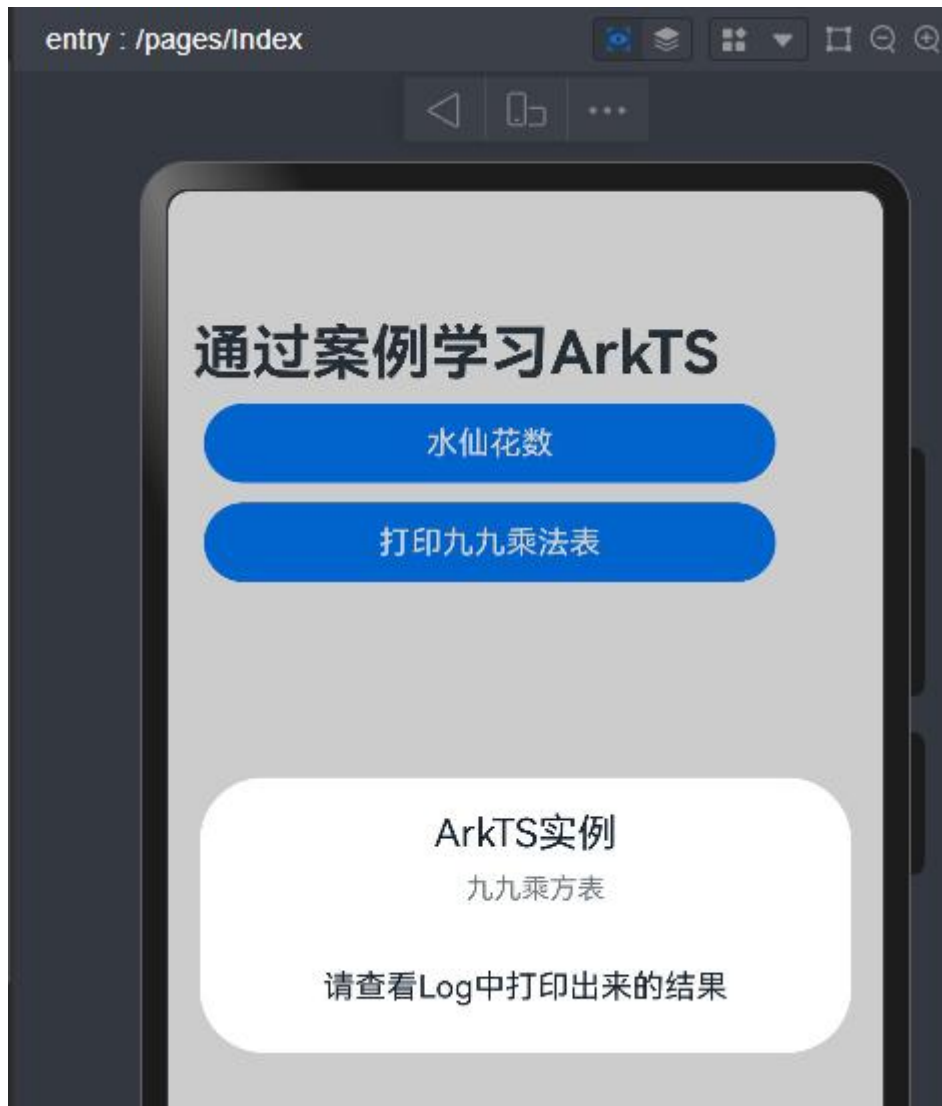 entry : /pages/Index
通过案例学习ArkTS
水仙花数
打印九九乘法表
ArkTS实例
九九乘方表
请查看Log中打印出来的结果